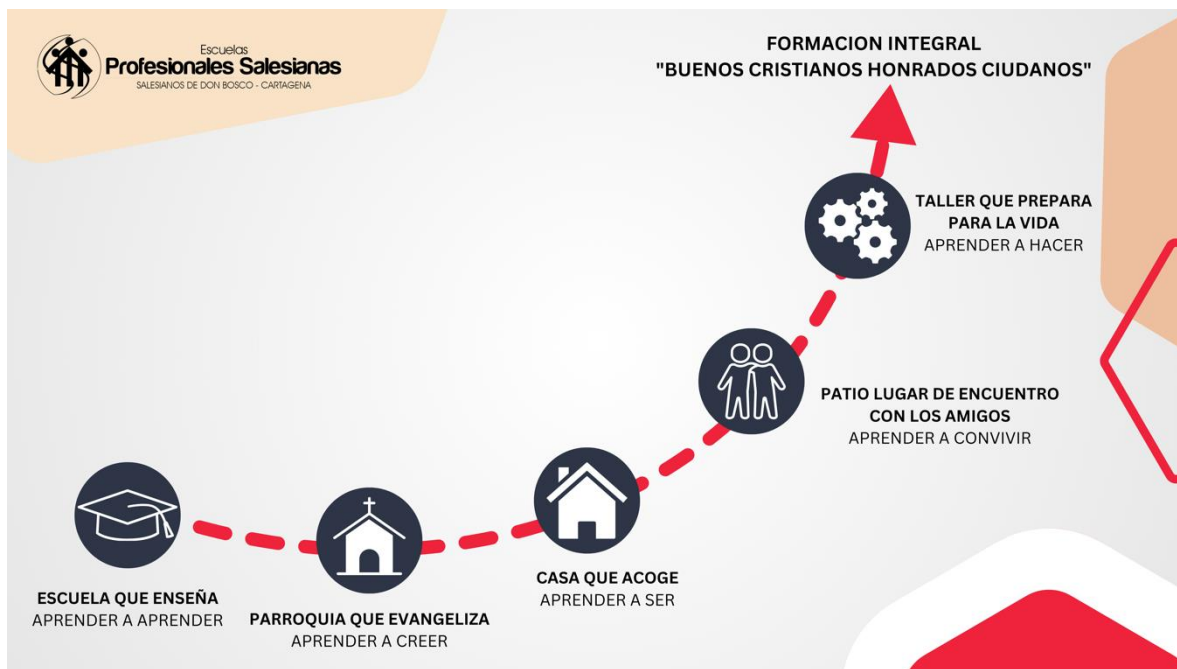 Escuelas
Profesionales Salesianas
SALESIANOS DE DON BOSCO - CARTAGENA
FORMACION INTEGRAL
"BUENOS CRISTIANOS HONRADOS CIUDANOS"
TALLER QUE PREPARA
PARA LA VIDA
APRENDER A HACER
PATIO LUGAR DE ENCUENTRO
CON LOS AMIGOS
APRENDER A CONVIVIR
CASA QUE ACOGE
APRENDER A SER
ESCUELA QUE ENSEÑA
APRENDER A APRENDER
PARROQUIA QUE EVANGELIZA
APRENDER A CREER